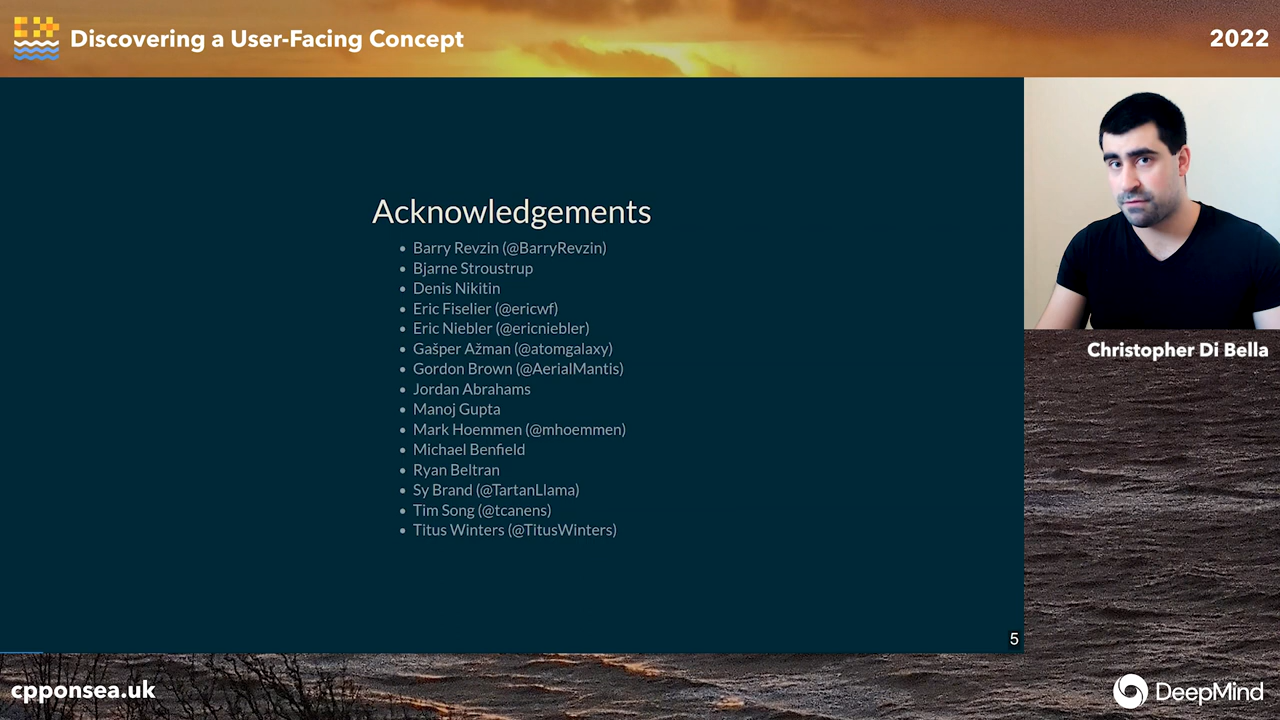 Discovering a User-Facing Concept
2022
Acknowledgements
• Barry Revzin (@BarryRevzin)
• Bjarne Stroustrup
• Denis Nikitin
• Eric Fiselier (@ericwf)
• Eric Niebler (@ericniebler)
• Gašper Ažman (@atomgalaxy)
• Gordon Brown (@AerialMantis)
• Jordan Abrahams
• Manoj Gupta
• Mark Hoemmen (@mhoemmen)
• Michael Benfield
• Ryan Beltran
• Sy Brand (@TartanLlama)
• Tim Song (@tcanens)
• Titus Winters (@TitusWinters)
5
Christopher Di Bella
cpponsea.uk
DeepMind